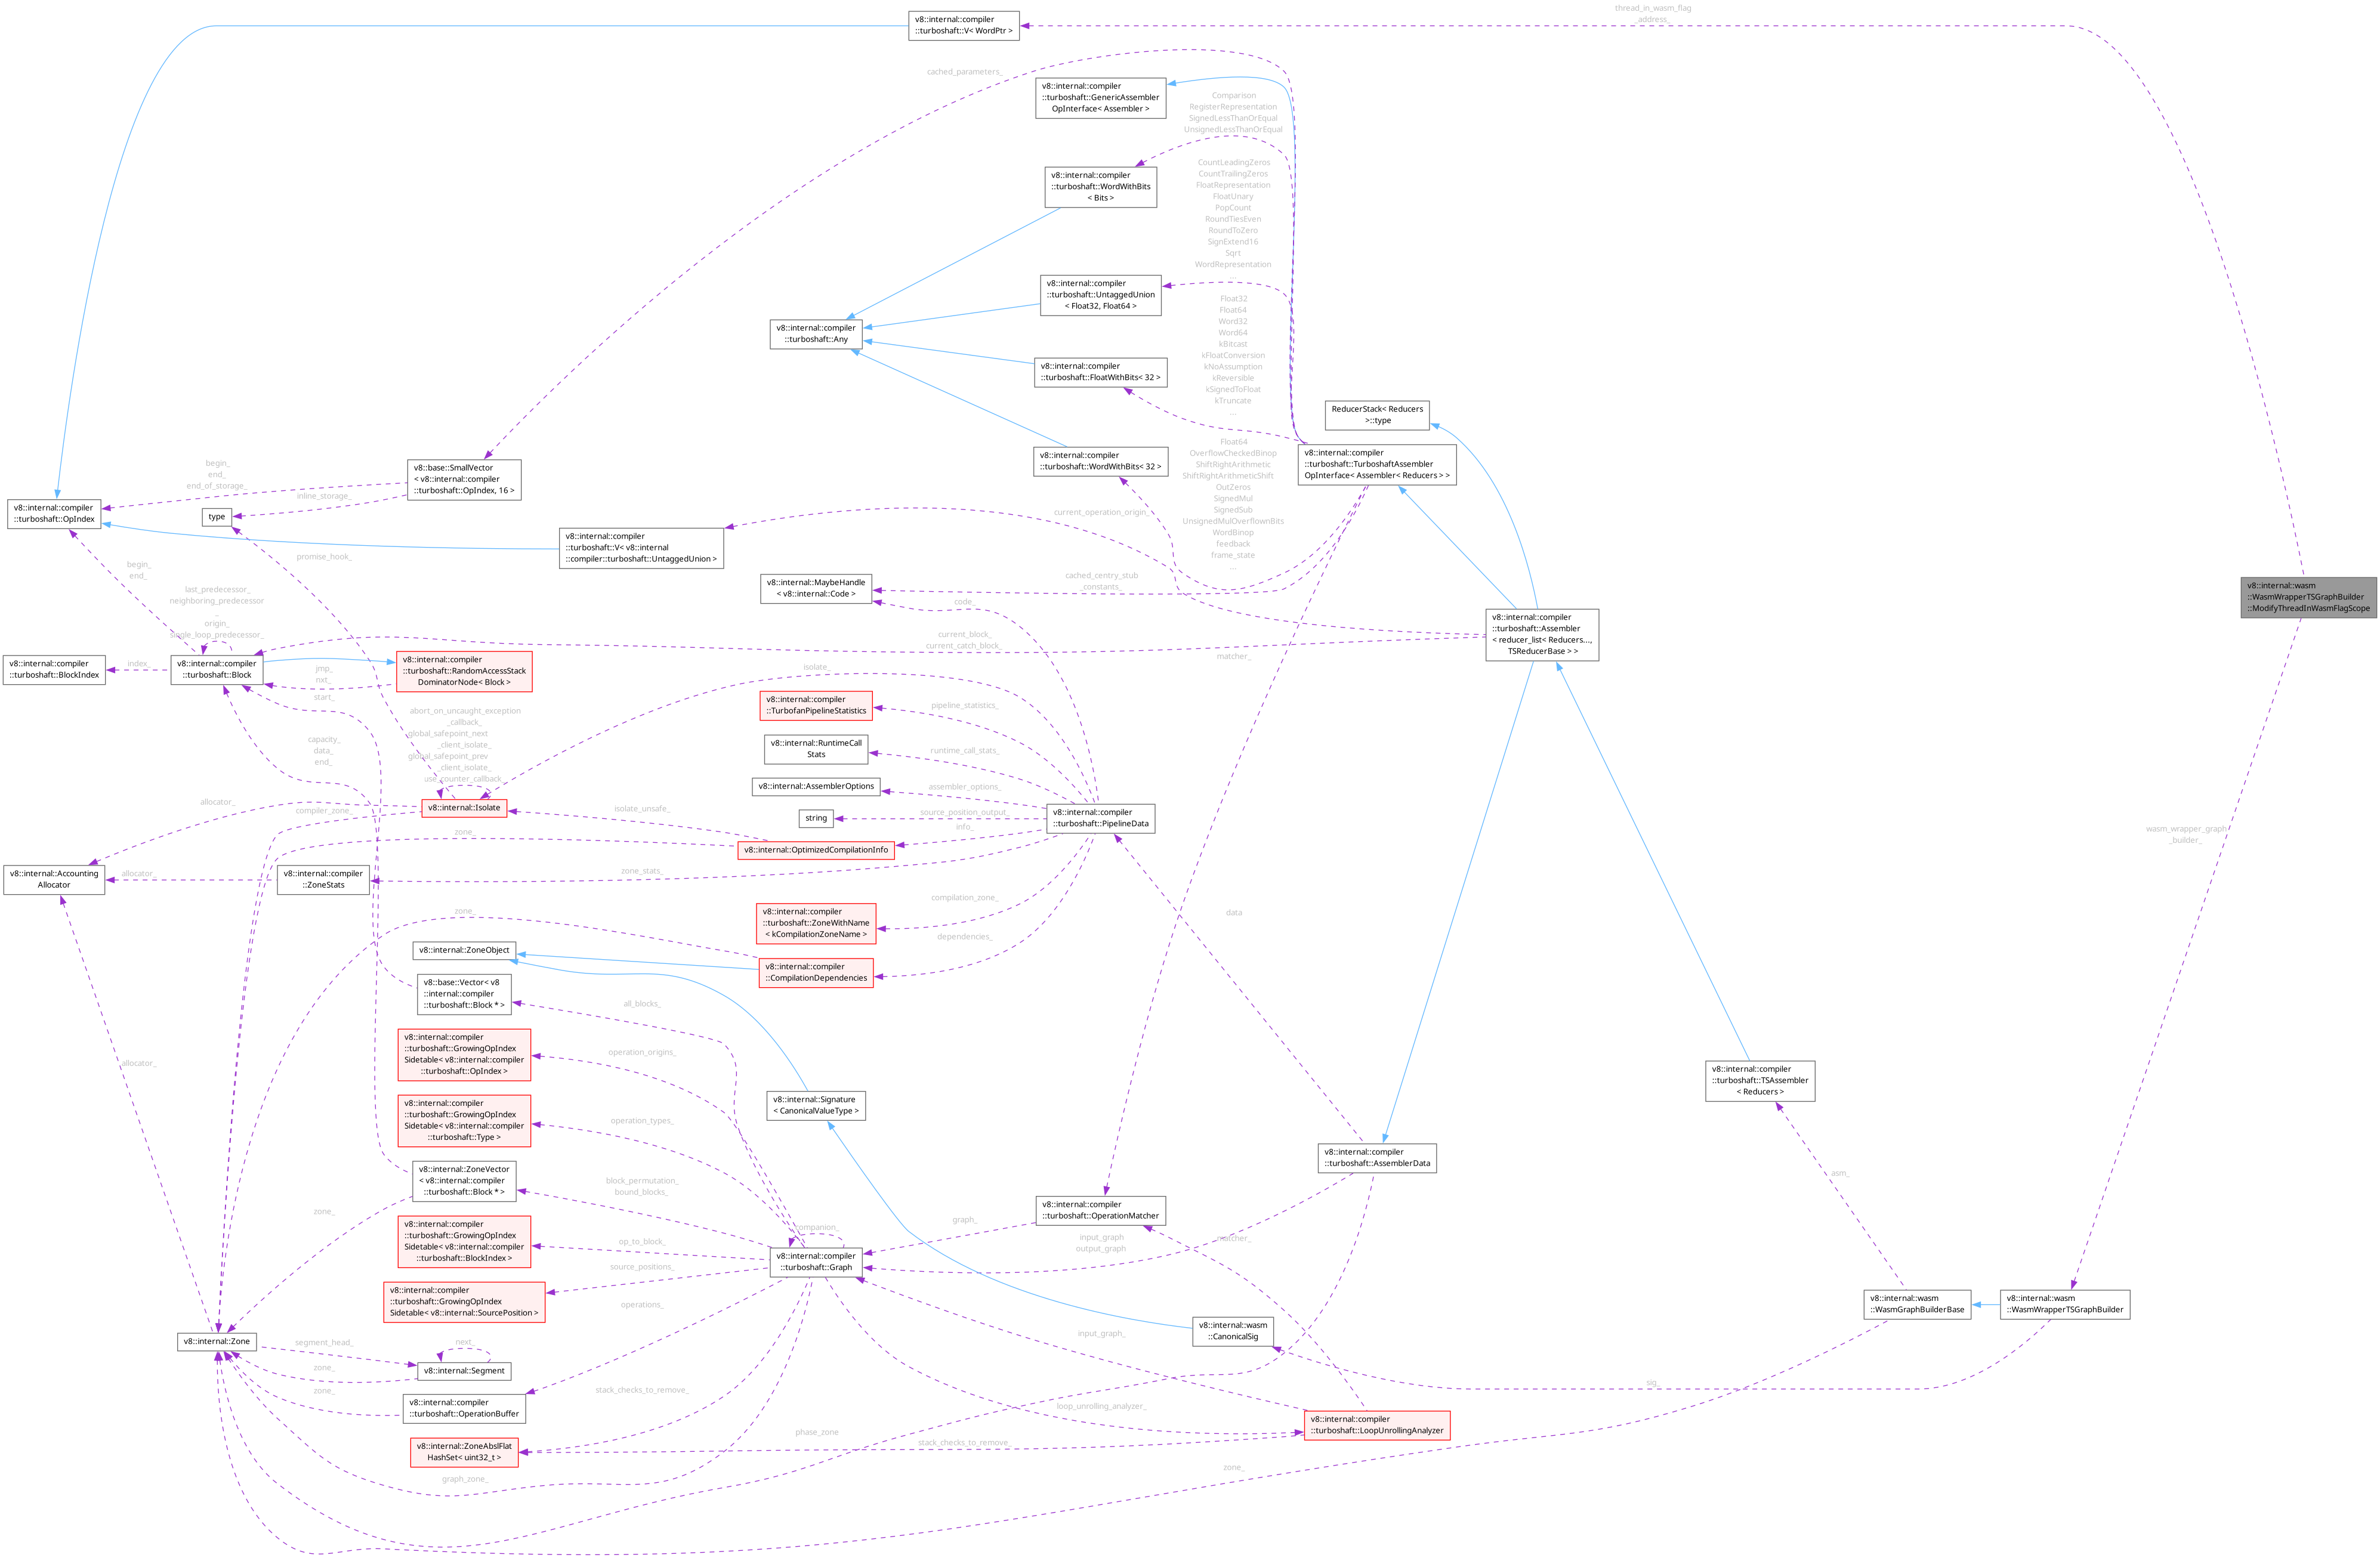 v8::internal::compiler
::turboshaft::V< WordPtr >
thread_in_wasm_flag
_address_
cached_parameters_
v8::internal::compiler
::turboshaft::GenericAssembler
OpInterface< Assembler >
Comparison
RegisterRepresentation
SignedLessThanOrEqual
UnsignedLessThanOrEqual
v8::internal::compiler
::turboshaft::WordWithBits
< Bits >
CountLeadingZeros
CountTrailingZeros
FloatRepresentation
FloatUnary
PopCount
RoundTiesEven
RoundToZero
SignExtend16
Sqrt
WordRepresentation
...
v8::internal::compiler
::turboshaft::UntaggedUnion
< Float32, Float64 >
v8::internal::compiler
::turboshaft::Any
Float32
Float64
Word32
Word64
kBitcast
kFloatConversion
kNoAssumption
kReversible
kSignedToFloat
kTruncate
...
v8::internal::compiler
::turboshaft::FloatWithBits< 32 >
ReducerStack< Reducers
>::type
v8::internal::compiler
::turboshaft::WordWithBits< 32 >
Float64
OverflowCheckedBinop
ShiftRightArithmetic
ShiftRightArithmeticShift
OutZeros
SignedMul
SignedSub
UnsignedMulOverflownBits
WordBinop
feedback
frame_state
...
v8::internal::compiler
::turboshaft::TurboshaftAssembler
OpInterface< Assembler< Reducers > >
v8::base::SmallVector
< v8::internal::compiler
::turboshaft::OpIndex, 16 >
begin_
end_
end_of_storage_
inline_storage_
v8::internal::compiler
::turboshaft::OpIndex
type
v8::internal::compiler
::turboshaft::V< v8::internal
::compiler::turboshaft::UntaggedUnion >
current_operation_origin_
promise_hook_
begin_
end_
v8::internal::MaybeHandle
< v8::internal::Code >
cached_centry_stub
_constants_
code_
last_predecessor_
neighboring_predecessor
_
origin_
single_loop_predecessor_
v8::internal::wasm
::WasmWrapperTSGraphBuilder
::ModifyThreadInWasmFlagScope
v8::internal::compiler
::turboshaft::Assembler
< reducer_list< Reducers...,
TSReducerBase > >
current_block_
current_catch_block_
matcher_
v8::internal::compiler
::turboshaft::BlockIndex
index_
v8::internal::compiler
::turboshaft::Block
jmp_
nxt_
v8::internal::compiler
::turboshaft::RandomAccessStack
DominatorNode< Block >
isolate_
start_
v8::internal::compiler
::TurbofanPipelineStatistics
pipeline_statistics_
abort_on_uncaught_exception
_callback_
global_safepoint_next
_client_isolate_
global_safepoint_prev
_client_isolate_
use_counter_callback_
capacity_
data_
end_
v8::internal::RuntimeCall
Stats
runtime_call_stats_
v8::internal::AssemblerOptions
assembler_options_
allocator_
compiler_zone_
v8::internal::Isolate
isolate_unsafe_
string
source_position_output_
v8::internal::compiler
::turboshaft::PipelineData
info_
zone_
v8::internal::OptimizedCompilationInfo
wasm_wrapper_graph
_builder_
v8::internal::Accounting
Allocator
allocator_
v8::internal::compiler
::ZoneStats
zone_stats_
zone_
v8::internal::compiler
::turboshaft::ZoneWithName
< kCompilationZoneName >
compilation_zone_
data
v8::internal::ZoneObject
v8::internal::compiler
::CompilationDependencies
dependencies_
v8::base::Vector< v8
::internal::compiler
::turboshaft::Block * >
all_blocks_
v8::internal::compiler
::turboshaft::GrowingOpIndex
Sidetable< v8::internal::compiler
::turboshaft::OpIndex >
operation_origins_
allocator_
v8::internal::compiler
::turboshaft::TSAssembler
< Reducers >
v8::internal::Signature
< CanonicalValueType >
v8::internal::compiler
::turboshaft::GrowingOpIndex
Sidetable< v8::internal::compiler
::turboshaft::Type >
operation_types_
v8::internal::compiler
::turboshaft::AssemblerData
asm_
v8::internal::ZoneVector
< v8::internal::compiler
::turboshaft::Block * >
block_permutation_
bound_blocks_
zone_
v8::internal::compiler
::turboshaft::OperationMatcher
graph_
input_graph
output_graph
matcher_
companion_
v8::internal::compiler
::turboshaft::GrowingOpIndex
Sidetable< v8::internal::compiler
::turboshaft::BlockIndex >
op_to_block_
v8::internal::compiler
::turboshaft::Graph
source_positions_
v8::internal::compiler
::turboshaft::GrowingOpIndex
Sidetable< v8::internal::SourcePosition >
operations_
v8::internal::wasm
::WasmGraphBuilderBase
v8::internal::wasm
::WasmWrapperTSGraphBuilder
v8::internal::wasm
::CanonicalSig
input_graph_
v8::internal::Zone
segment_head_
next_
v8::internal::Segment
zone_
zone_
v8::internal::compiler
::turboshaft::OperationBuffer
stack_checks_to_remove_
loop_unrolling_analyzer_
sig_
v8::internal::compiler
::turboshaft::LoopUnrollingAnalyzer
phase_zone
stack_checks_to_remove_
v8::internal::ZoneAbslFlat
HashSet< uint32_t >
graph_zone_
zone_